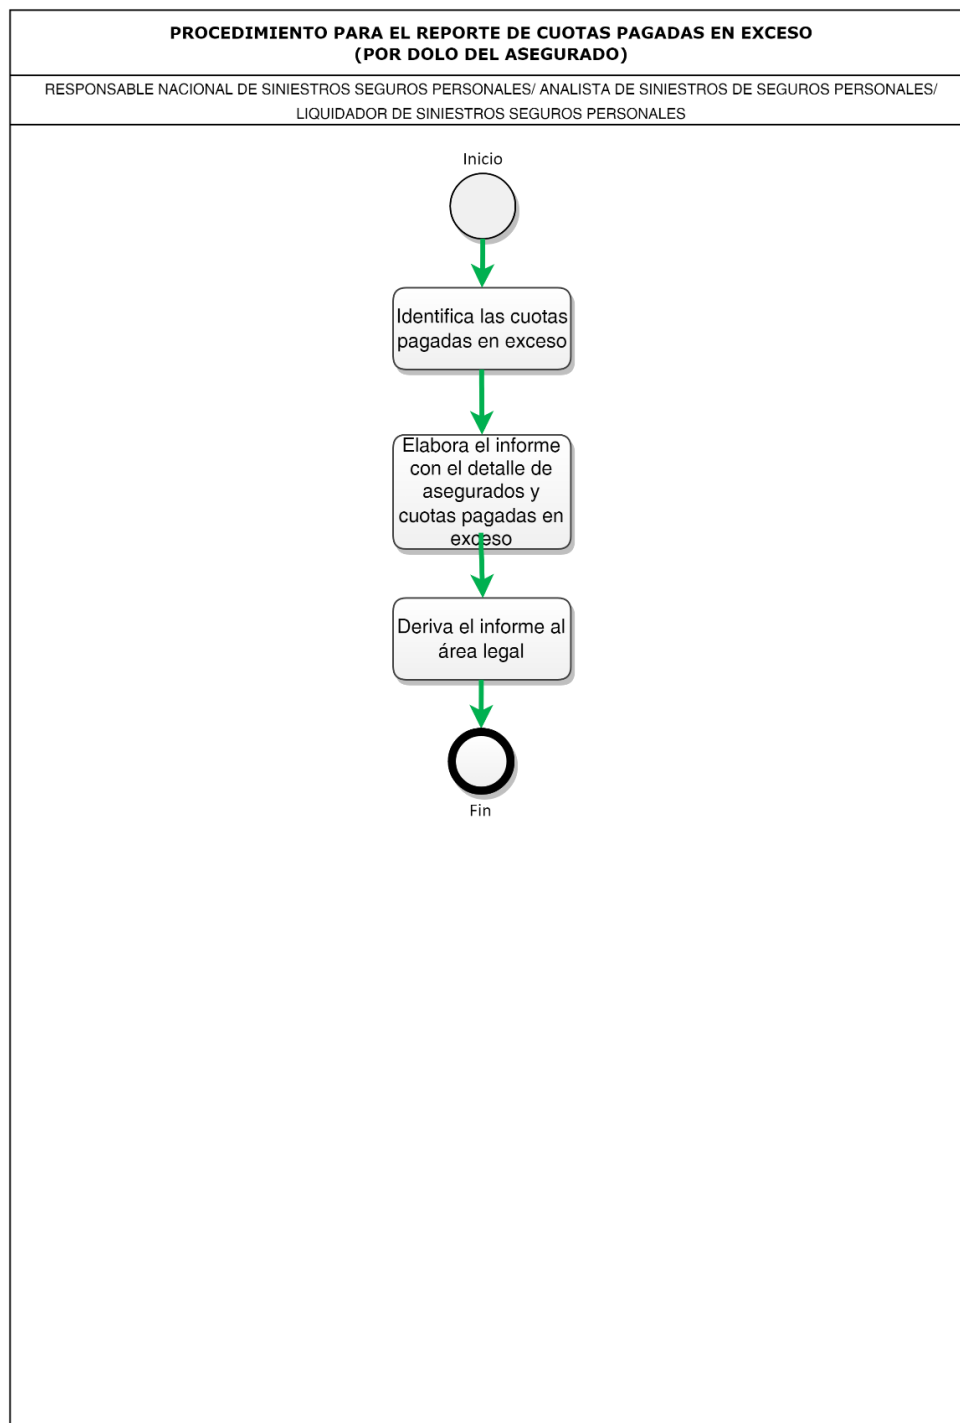 PROCEDIMIENTO PARA EL REPORTE DE CUOTAS PAGADAS EN EXCESO
(POR DOLO DEL ASEGURADO)
RESPONSABLE NACIONAL DE SINIESTROS SEGUROS PERSONALES/ ANALISTA DE SINIESTROS DE SEGUROS PERSONALES/
LIQUIDADOR DE SINIESTROS SEGUROS PERSONALES
Inicio
Identifica las cuotas
pagadas en exceso
Elabora el informe
con el detalle de
asegurados y
cuotas pagadas en
exceso
Deriva el informe al
área legal
Fin